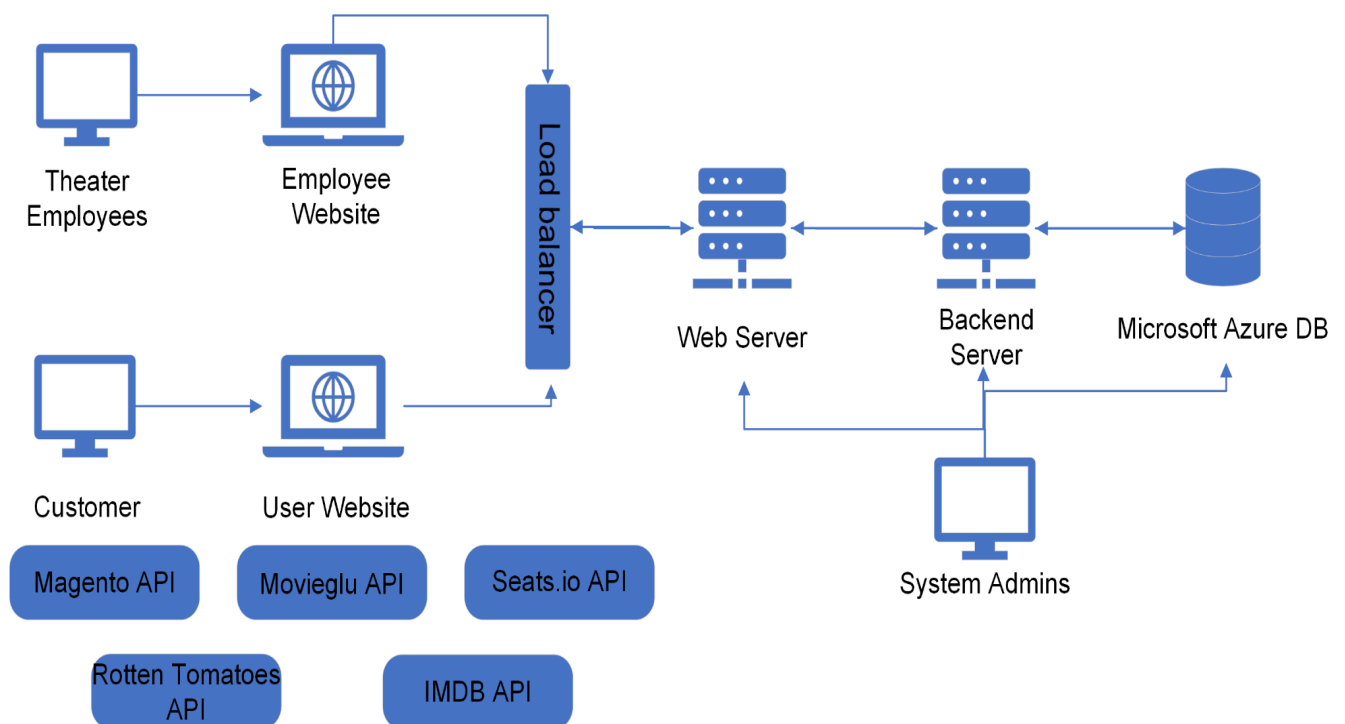 Theater
Employees
Employee
Website
Load balancer
Web Server
Backend
Server
Microsoft Azure DB
Customer
User Website
System Admins
Magento API
Movieglu API
Seats.io API
Rotten Tomatoes
API
IMDB API